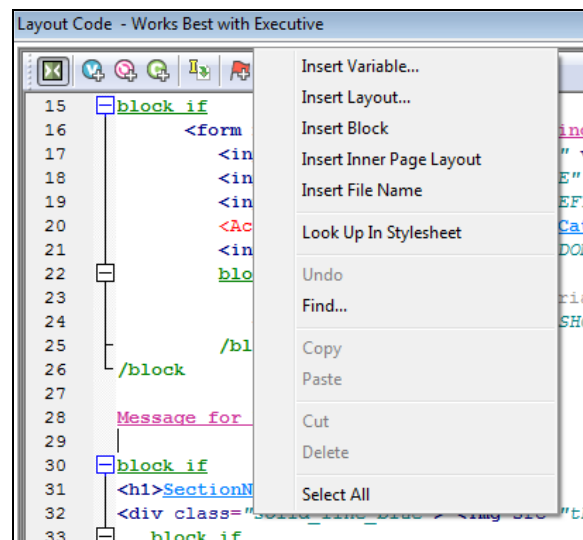 Layout Code - Works Best with Executive
Insert Variable...
Insert Layout...
Insert Block
Insert Inner Page Layout
Insert File Name
Look Up In Stylesheet
Undo
Find...
Copy
Paste
Cut
Delete
Select All
15 block if
16 <form
17 <in
18 <in E"
19 <in
20 <Ac
21 <in
22 blo
23
24
25 /bl
26 /block
27
28 Message for
29
30 block if
31 <h1>SectionN
32 <div class="solid_line_blue">
33 block if